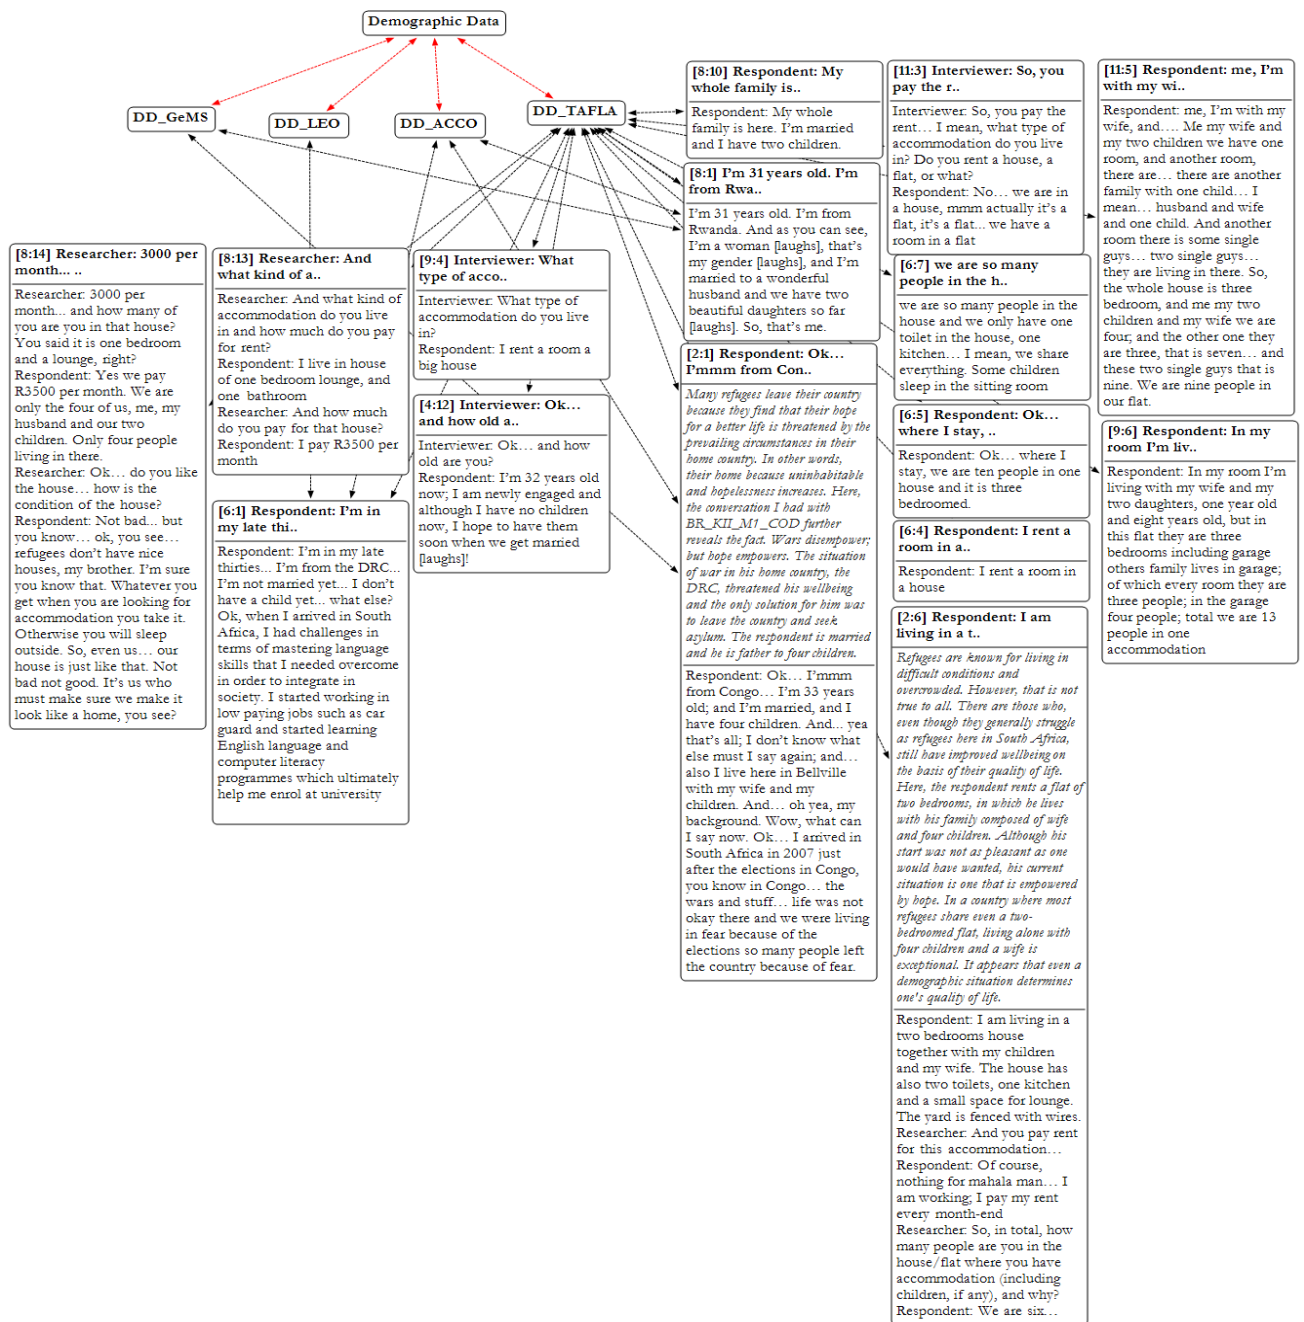 Demographic Data
DD_GeMS
DD_LEO
DD_ACCO
DD_TAFLA
[8:14] Researcher: 3000 per
month... ..
Researcher: 3000 per
month... and how many of
you are you in that house?
You said it is one bedroom
and a lounge, right?
Respondent: Yes we pay
R3500 per month. We are
only the four of us, me, my
husband and our two
children. Only four people
living in there.
Researcher: Ok... do you like
the house... how is the
condition of the house?
Respondent: Not bad... but
you know... ok, you see...
refugees don't have nice
houses, my brother. I'm sure
you know that. Whatever you
get when you are looking for
accommodation you take it.
Otherwise you will sleep
outside. So, even us... our
house is just like that. Not
bad not good. It's us who
must make sure we make it
look like a home, you see?
[8:13] Researcher: And
what kind of a..
Researcher: And what kind of
accommodation do you live
in and how much do you pay
for rent?
Respondent: I live in house
of one bedroom lounge, and
one bathroom
Researcher: And how much
do you pay for that house?
Respondent: I pay R3500 per
month
[6:1] Respondent: I'm in
my late thi..
Respondent: I'm in my late
thirties... I'm from the DRC...
I'm not married yet... I don't
have a child yet... what else?
Ok, when I arrived in South
Africa, I had challenges in
terms of mastering language
skills that I needed overcome
in order to integrate in
society. I started working in
low paying jobs such as car
guard and started learning
English language and
computer literacy
programmes which ultimately
help me enrol at university
[9:4] Interviewer: What
type of acco..
Interviewer: What type of
accommodation do you live
in?
Respondent: I rent a room a
big house
[4:12] Interviewer: Ok...
and how old a..
Interviewer: Ok... and how
old are you?
Respondent: I'm 32 years old
now; I am newly engaged and
although I have no children
now, I hope to have them
soon when we get married
[laughs]!
[8:10] Respondent: My
whole family is..
Respondent: My whole
family is here. I'm married
and I have two children.
[8:1] I'm 31 years old. I'm
from Rwa..
I'm 31 years old. I'm from
Rwanda. And as you can see,
I'm a woman [laughs], that's
my gender [laughs], and I'm
married to a wonderful
husband and we have two
beautiful daughters so far
[laughs]. So, that's me.
[2:1] Respondent: Ok...
I'mmm from Con..
Many refugees leave their country
because they find that their hope
for a better life is threatened by the
prevailing circumstances in their
home country. In other words,
their home because uninhabitable
and hopelessness increases. Here,
the conversation I had with
BR_KII_M1_COD further
reveals the fact. Wars disempower;
but hope empowers. The situation
of war in his home country, the
DRC, threatened his wellbeing
and the only solution for him was
to leave the country and seek
asylum. The respondent is married
and he is father to four children.
Respondent: Ok... I'mmm
from Congo... I'm 33 years
old; and I'm married, and I
have four children. And... yea
that's all; I don't know what
else must I say again; and...
also I live here in Bellville
with my wife and my
children. And... oh yea, my
background. Wow, what can
I say now. Ok... I arrived in
South Africa in 2007 just
after the elections in Congo,
you know in Congo... the
wars and stuff... life was not
okay there and we were living
in fear because of the
elections so many people left
the country because of fear.
[11:3] Interviewer: So, you
pay the r..
Interviewer: So, you pay the
rent... I mean, what type of
accommodation do you live
in? Do you rent a house, a
flat, or what?
Respondent: No... we are in
a house, mmm actually it's a
flat, it's a flat... we have a
room in a flat
[6:7] we are so many
people in the h..
we are so many people in the
house and we only have one
toilet in the house, one
kitchen... I mean, we share
everything. Some children
sleep in the sitting room
[6:5] Respondent: Ok...
where I stay, ..
Respondent: Ok... where I
stay, we are ten people in one
house and it is three
bedroomed.
[6:4] Respondent: I rent a
room in a..
Respondent: I rent a room in
a house
[2:6] Respondent: I am
living in a t..
Refugees are known for living in
difficult conditions and
overcrowded. However, that is not
true to all. There are those who,
even though they generally struggle
as refugees here in South Africa,
still have improved wellbeing on
the basis of their quality of life.
Here, the respondent rents a flat of
two bedrooms, in which he lives
with his family composed of wife
and four children. Although his
start was not as pleasant as one
would have wanted, his current
situation is one that is empowered
by hope. In a country where most
refugees share even a two-
bedroomed flat, living alone with
four children and a wife is
exceptional. It appears that even a
demographic situation determines
one's quality of life.
Respondent: I am living in a
two bedrooms house
together with my children
and my wife. The house has
also two toilets, one kitchen
and a small space for lounge.
The yard is fenced with wires.
Researcher: And you pay rent
for this accommodation...
Respondent: Of course,
nothing for mahala man... I
am working; I pay my rent
every month-end
Researcher: So, in total, how
many people are you in the
house/flat where you have
accommodation (including
children, if any), and why?
Respondent: We are six...
[11:5] Respondent: me, I'm
with my wi..
Respondent: me, I'm with my
wife, and.... Me my wife and
my two children we have one
room, and another room,
there are... there are another
family with one child... I
mean... husband and wife
and one child. And another
room there is some single
guys... two single guys...
they are living in there. So,
the whole house is three
bedroom, and me my two
children and my wife we are
four; and the other one they
are three, that is seven... and
these two single guys that is
nine. We are nine people in
our flat.
[9:6] Respondent: In my
room I'm liv..
Respondent: In my room I'm
living with my wife and my
two daughters, one year old
and eight years old, but in
this flat they are three
bedrooms including garage
others family lives in garage;
of which every room they are
three people; in the garage
four people; total we are 13
people in one
accommodation